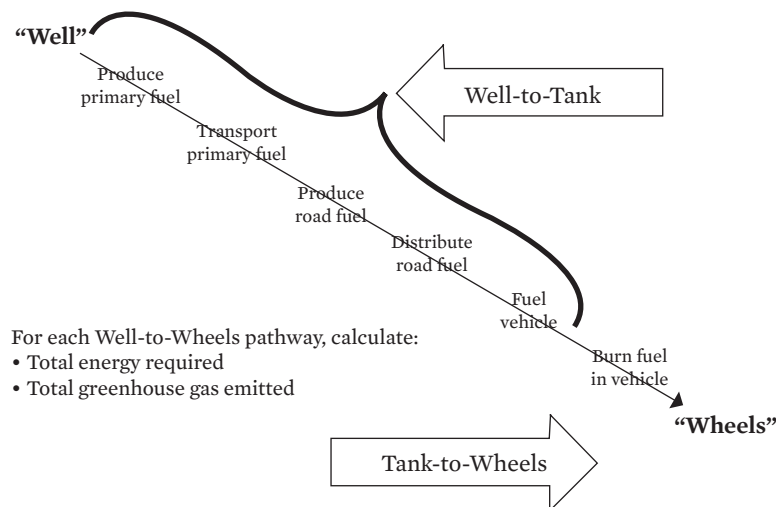 “Well”
Produce
primary fuel
Well-to-Tank
Transport
primary fuel
Produce
road fuel
Distribute
road fuel
Fuel
vehicle
For each Well-to-Wheels pathway, calculate:
• Total energy required
• Total greenhouse gas emitted
Burn fuel
in vehicle
“Wheels”
Tank-to-Wheels